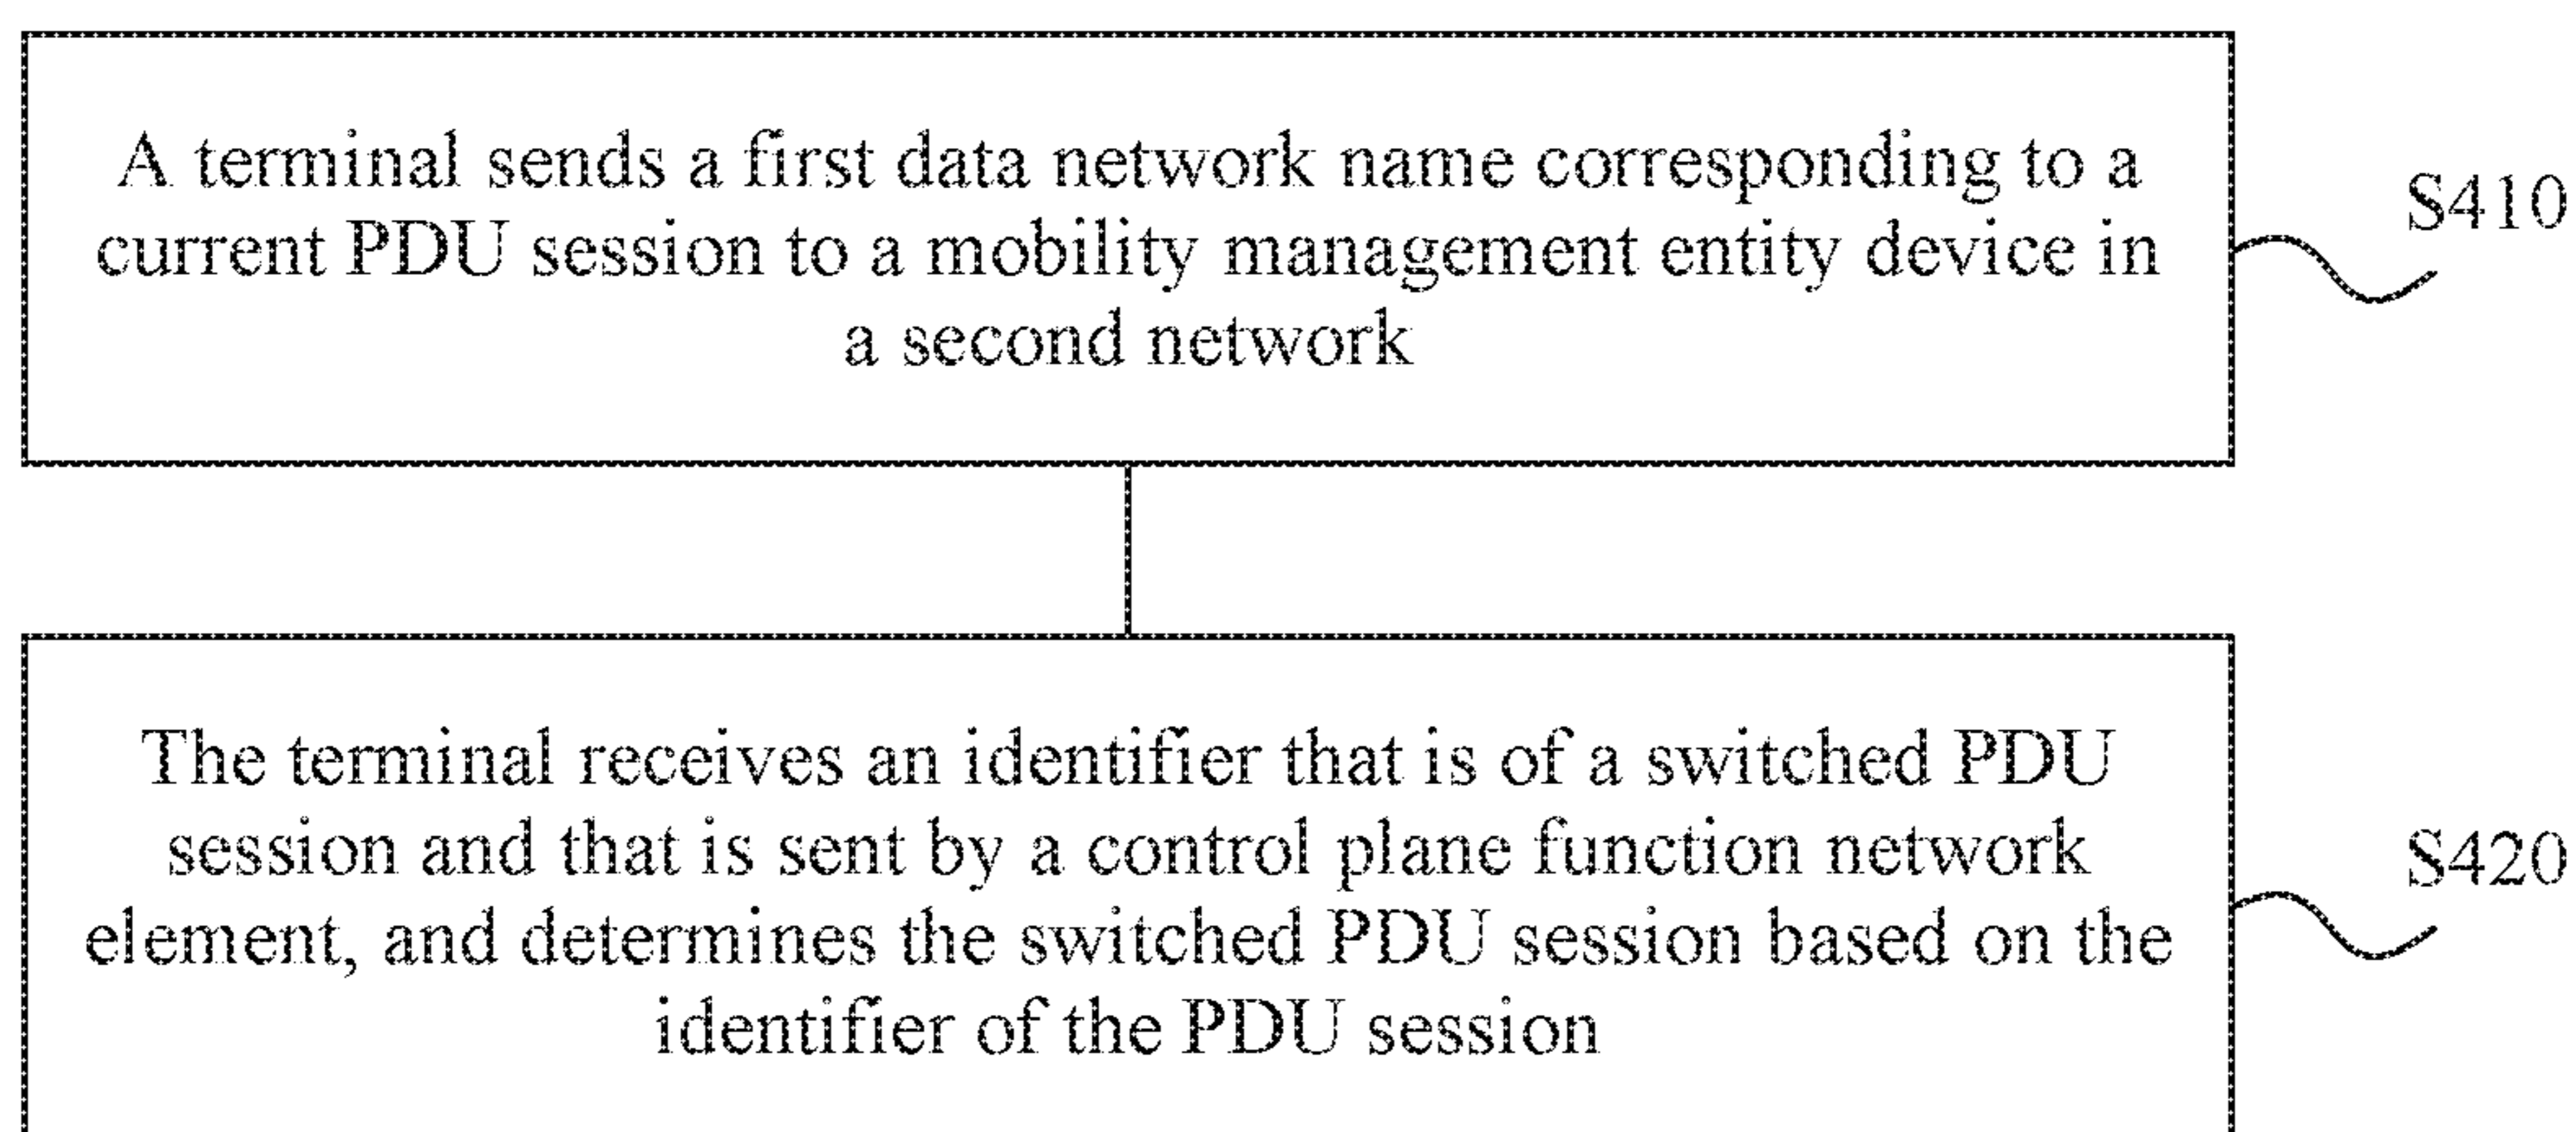 A terminal sends a first data network name corresponding to a
current PDU session to a mobility management entity device in
a second network
S410
The terminal receives an identifier that is of a switched PDU
session and that is sent by a control plane function network
element, and determines the switched PDU session based on the
identifier of the PDU session
S420